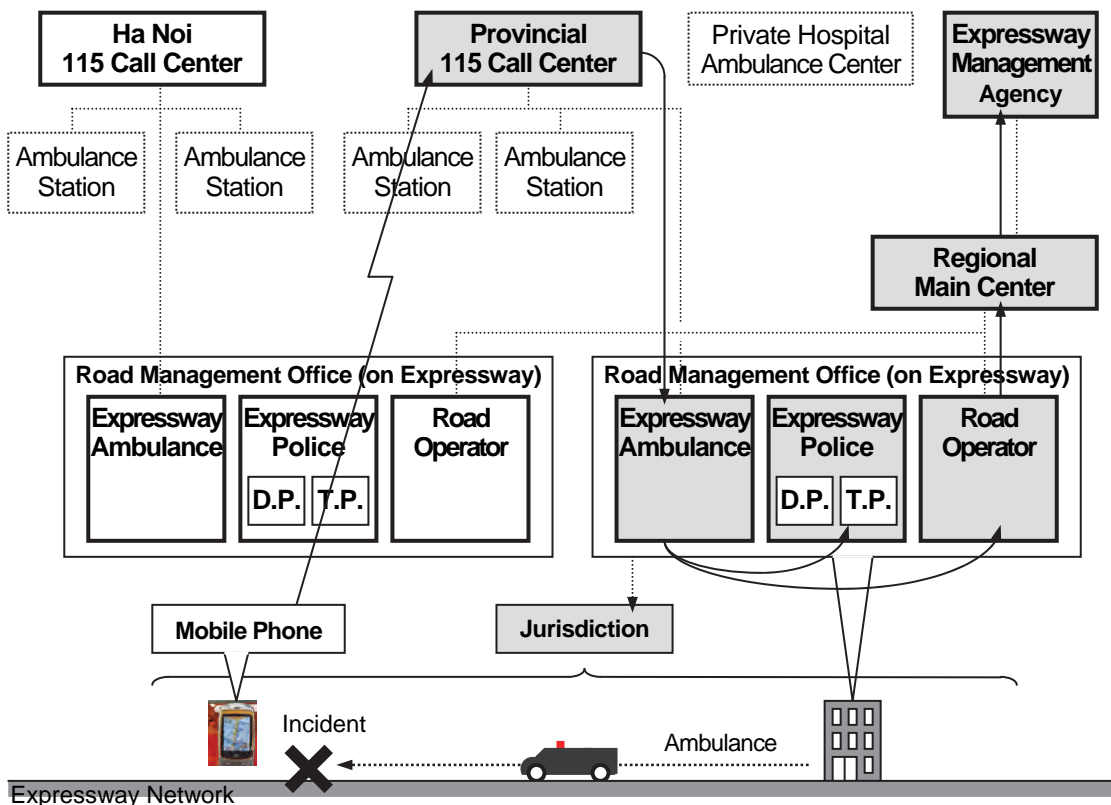 Ha Noi
115 Call Center
Provincial
115 Call Center
Private Hospital
Ambulance Center
Expressway
Management
Agency
Ambulance
Station
Ambulance
Station
Ambulance
Station
Ambulance
Station
Regional
Main Center
Road Management Office (on Expressway)
Expressway
Ambulance
Expressway
Police
D.P.
T.P.
Road
Operator
Road Management Office (on Expressway)
Expressway
Ambulance
Expressway
Police
D.P.
T.P.
Road
Operator
Mobile Phone
Jurisdiction
Incident
Ambulance
Expressway Network